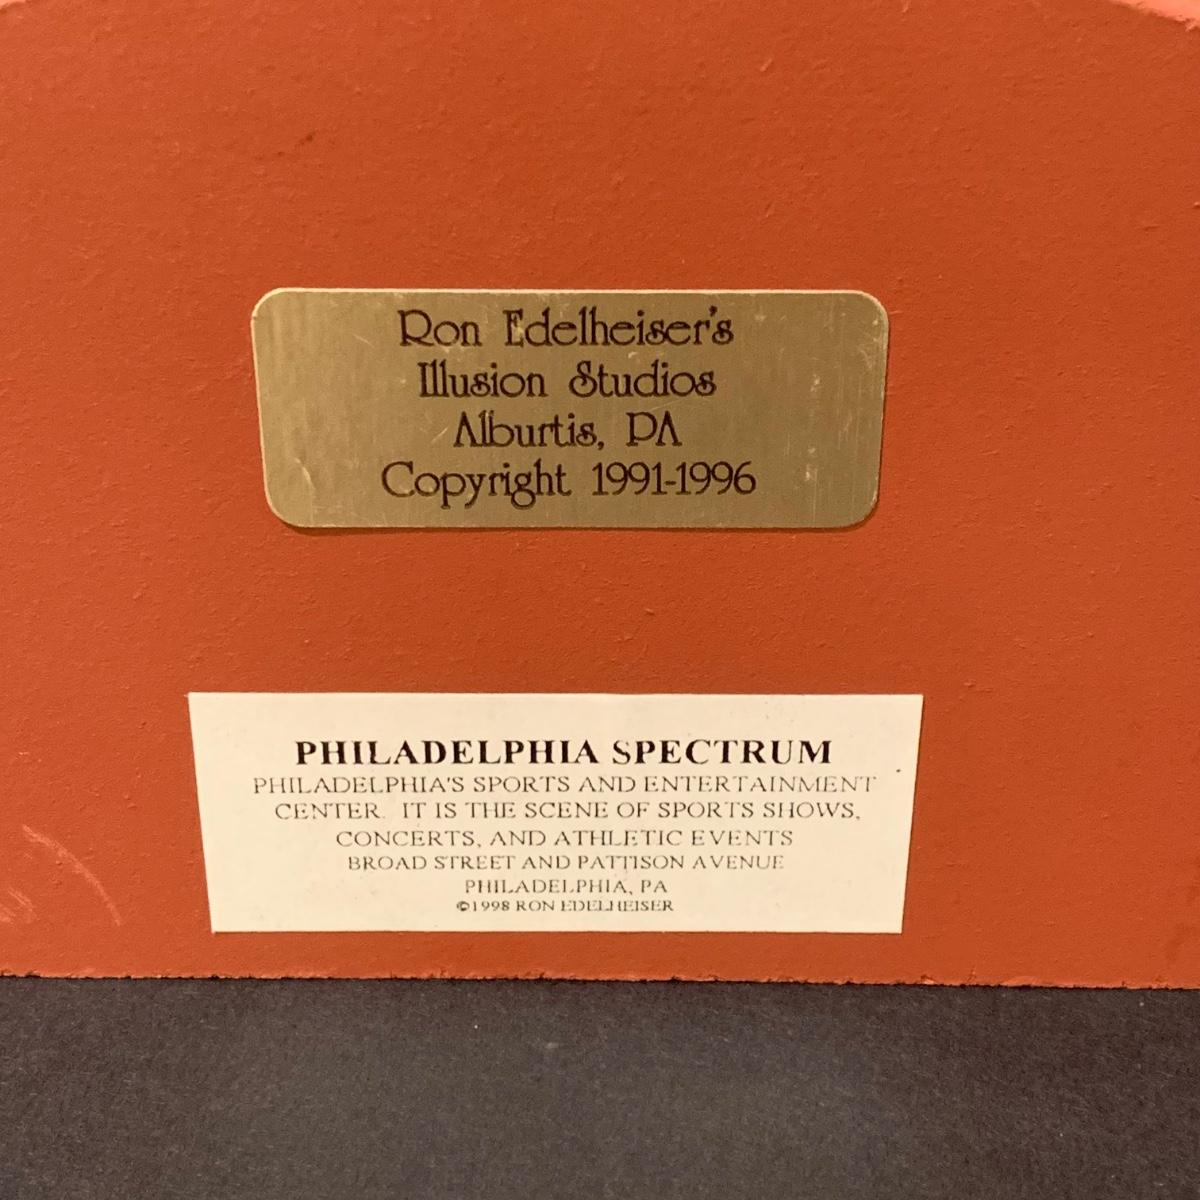 Ron Edelheiser's
Illusion Studios
Alburtis, PA
Copyright 1991-1996
PHILADELPHIA SPECTRUM
PHILADELPHIA'S SPORTS AND ENTERTAINMENT
CENTER. IT IS THE SCENE OF SPORTS SHOWS,
CONCERTS, AND ATHLETIC EVENTS
BROAD STREET AND PATTISON AVENUE
PHILADELPHIA, PA
©1998 RON EDELHEISER